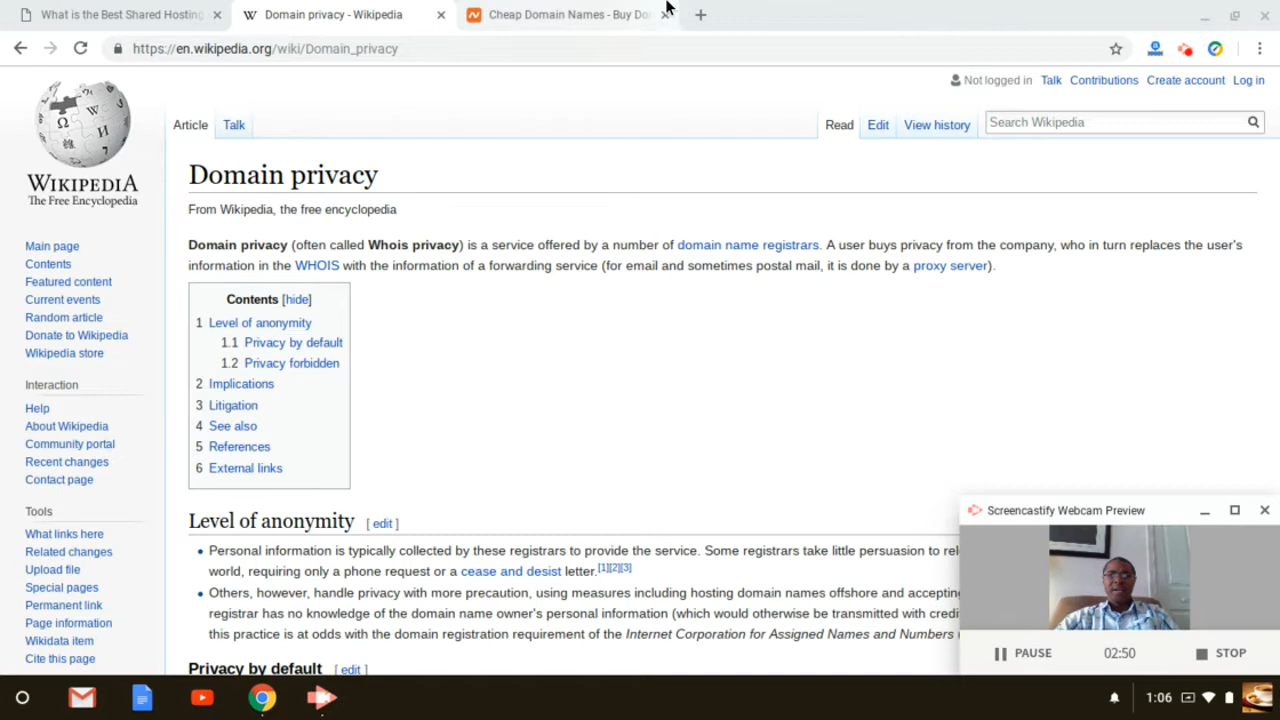 What is the Best Shared Hosting
Domain privacy - Wikipedia
Cheap Domain Names - Buy Do
https://en.wikipedia.org/wiki/Domain_privacy
Not logged in Talk Contributions Create account Log in
Article Talk Read Edit View history Search Wikipedia
WIKIPEDIA
The Free Encyclopedia
Main page
Contents
Featured content
Current events
Random article
Donate to Wikipedia
Wikipedia store
Interaction
Help
About Wikipedia
Community portal
Recent changes
Contact page
Tools
What links here
Related changes
Upload file
Special pages
Permanent link
Page information
Wikidata item
Cite this page
Domain privacy
From Wikipedia, the free encyclopedia
Domain privacy (often called Whois privacy) is a service offered by a number of domain name registrars. A user buys privacy from the company, who in turn replaces the user's
information in the WHOIS with the information of a forwarding service (for email and sometimes postal mail, it is done by a proxy server).
Contents [hide]
1 Level of anonymity
1.1 Privacy by default
1.2 Privacy forbidden
2 Implications
3 Litigation
4 See also
5 References
6 External links
Level of anonymity [ edit ]
Personal information is typically collected by these registrars to provide the service. Some registrars take little persuasion to rel
world, requiring only a phone request or a cease and desist letter.[1][2][3]
Others, however, handle privacy with more precaution, using measures including hosting domain names offshore and accepting
registrar has no knowledge of the domain name owner's personal information (which would otherwise be transmitted with credit
this practice is at odds with the domain registration requirement of the Internet Corporation for Assigned Names and Numbers (
Privacy by default [ edit ]
Screencastify Webcam Preview
PAUSE 02:50 STOP
1:06